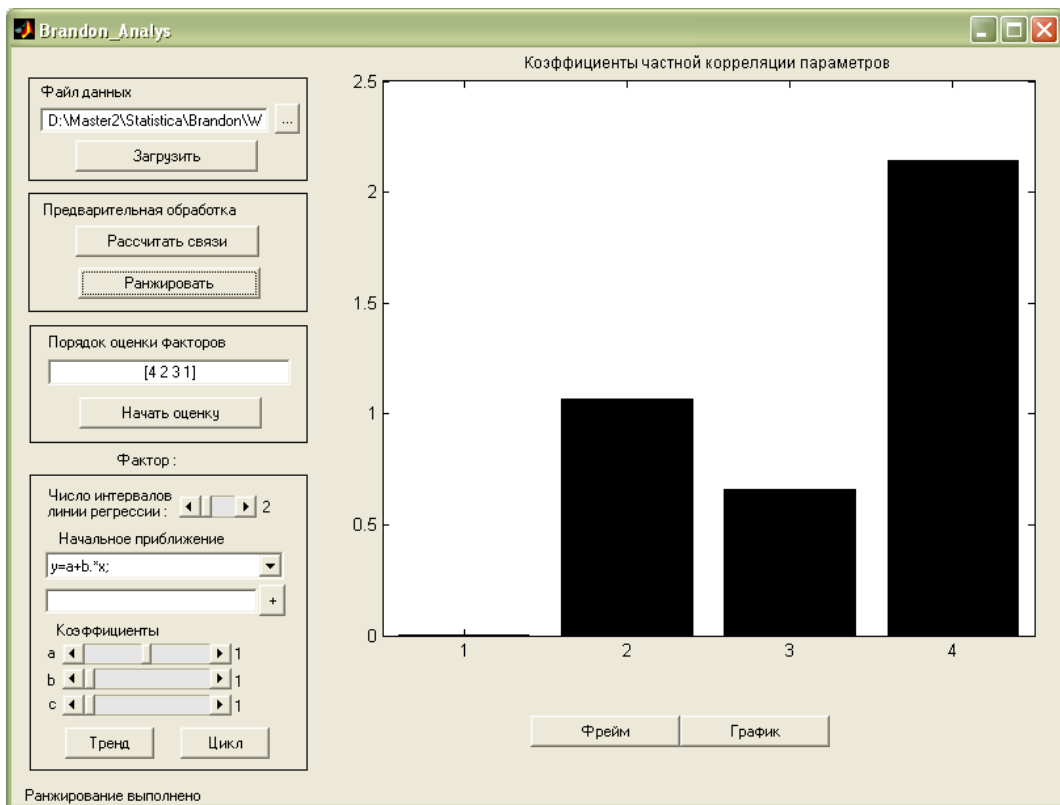 Brandon_Analys
Файл данных
D:\Master2\Statistica\Brandon\W
...
Загрузить
Предварительная обработка
Рассчитать связи
Ранжировать
Порядок оценки факторов
[4 2 3 1]
Начать оценку
Фактор :
Число интервалов
линии регрессии : 2
Начальное приближение
y=a+b.*x;
+
Коэффициенты
a 1
b 1
c 1
Тренд Цикл
Ранжирование выполнено
Коэффициенты частной корреляции параметров
2.5
2
1.5
1
0.5
0
1 2 3 4
Фрейм График